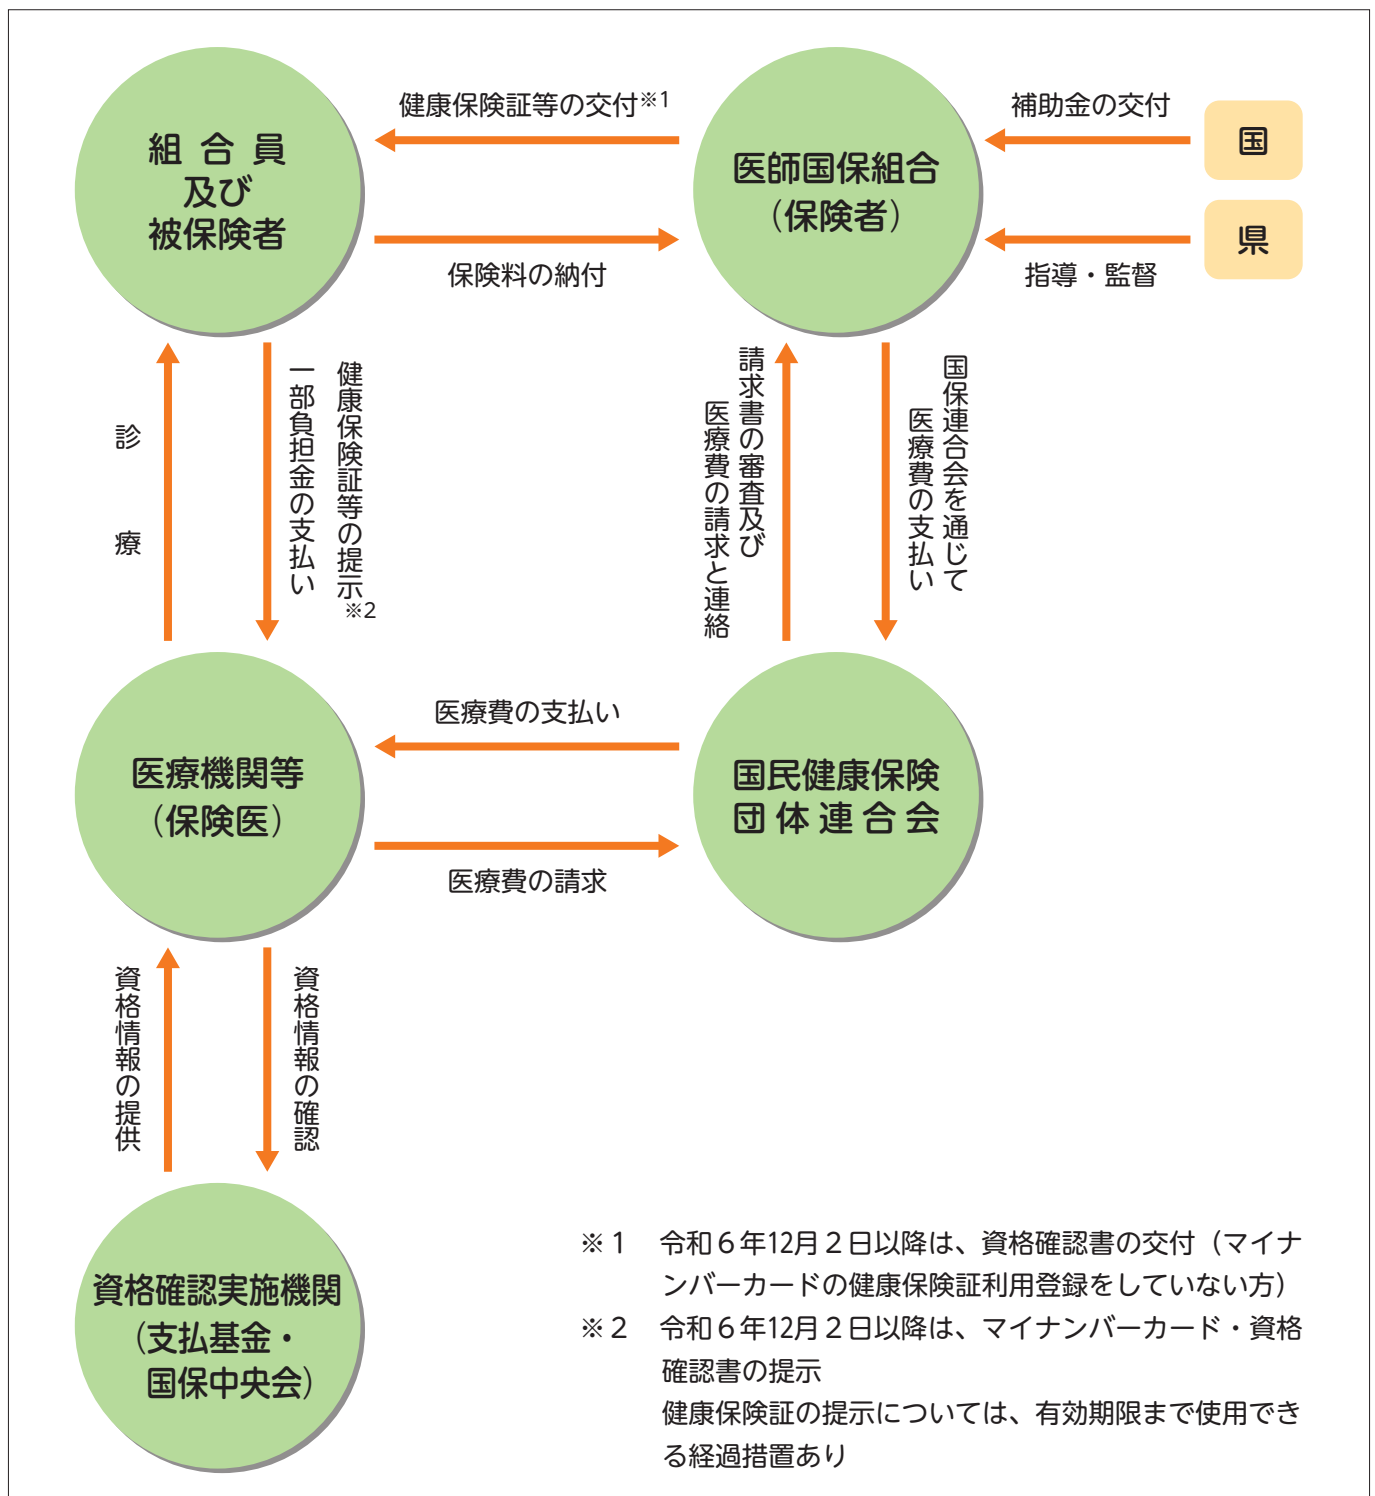 組合員
及び
被保険者
健康保険証等の交付※1
保険料の納付
医師国保組合
（保険者）
補助金の交付
国
指導・監督
県
診療
一部負担金の支払い
健康保険証等の提示
※2
請求書の審査及び
医療費の請求と連絡
国保連合会を通じて
医療費の支払い
医療機関等
（保険医）
医療費の支払い
医療費の請求
国民健康保険
団体連合会
資格情報の提供
資格情報の確認
資格確認実施機関
（支払基金・
国保中央会）
※１　令和６年12月２日以降は、資格確認書の交付（マイナ
ンバーカードの健康保険証利用登録をしていない方）
※２　令和６年12月２日以降は、マイナンバーカード・資格
確認書の提示
健康保険証の提示については、有効期限まで使用でき
る経過措置あり